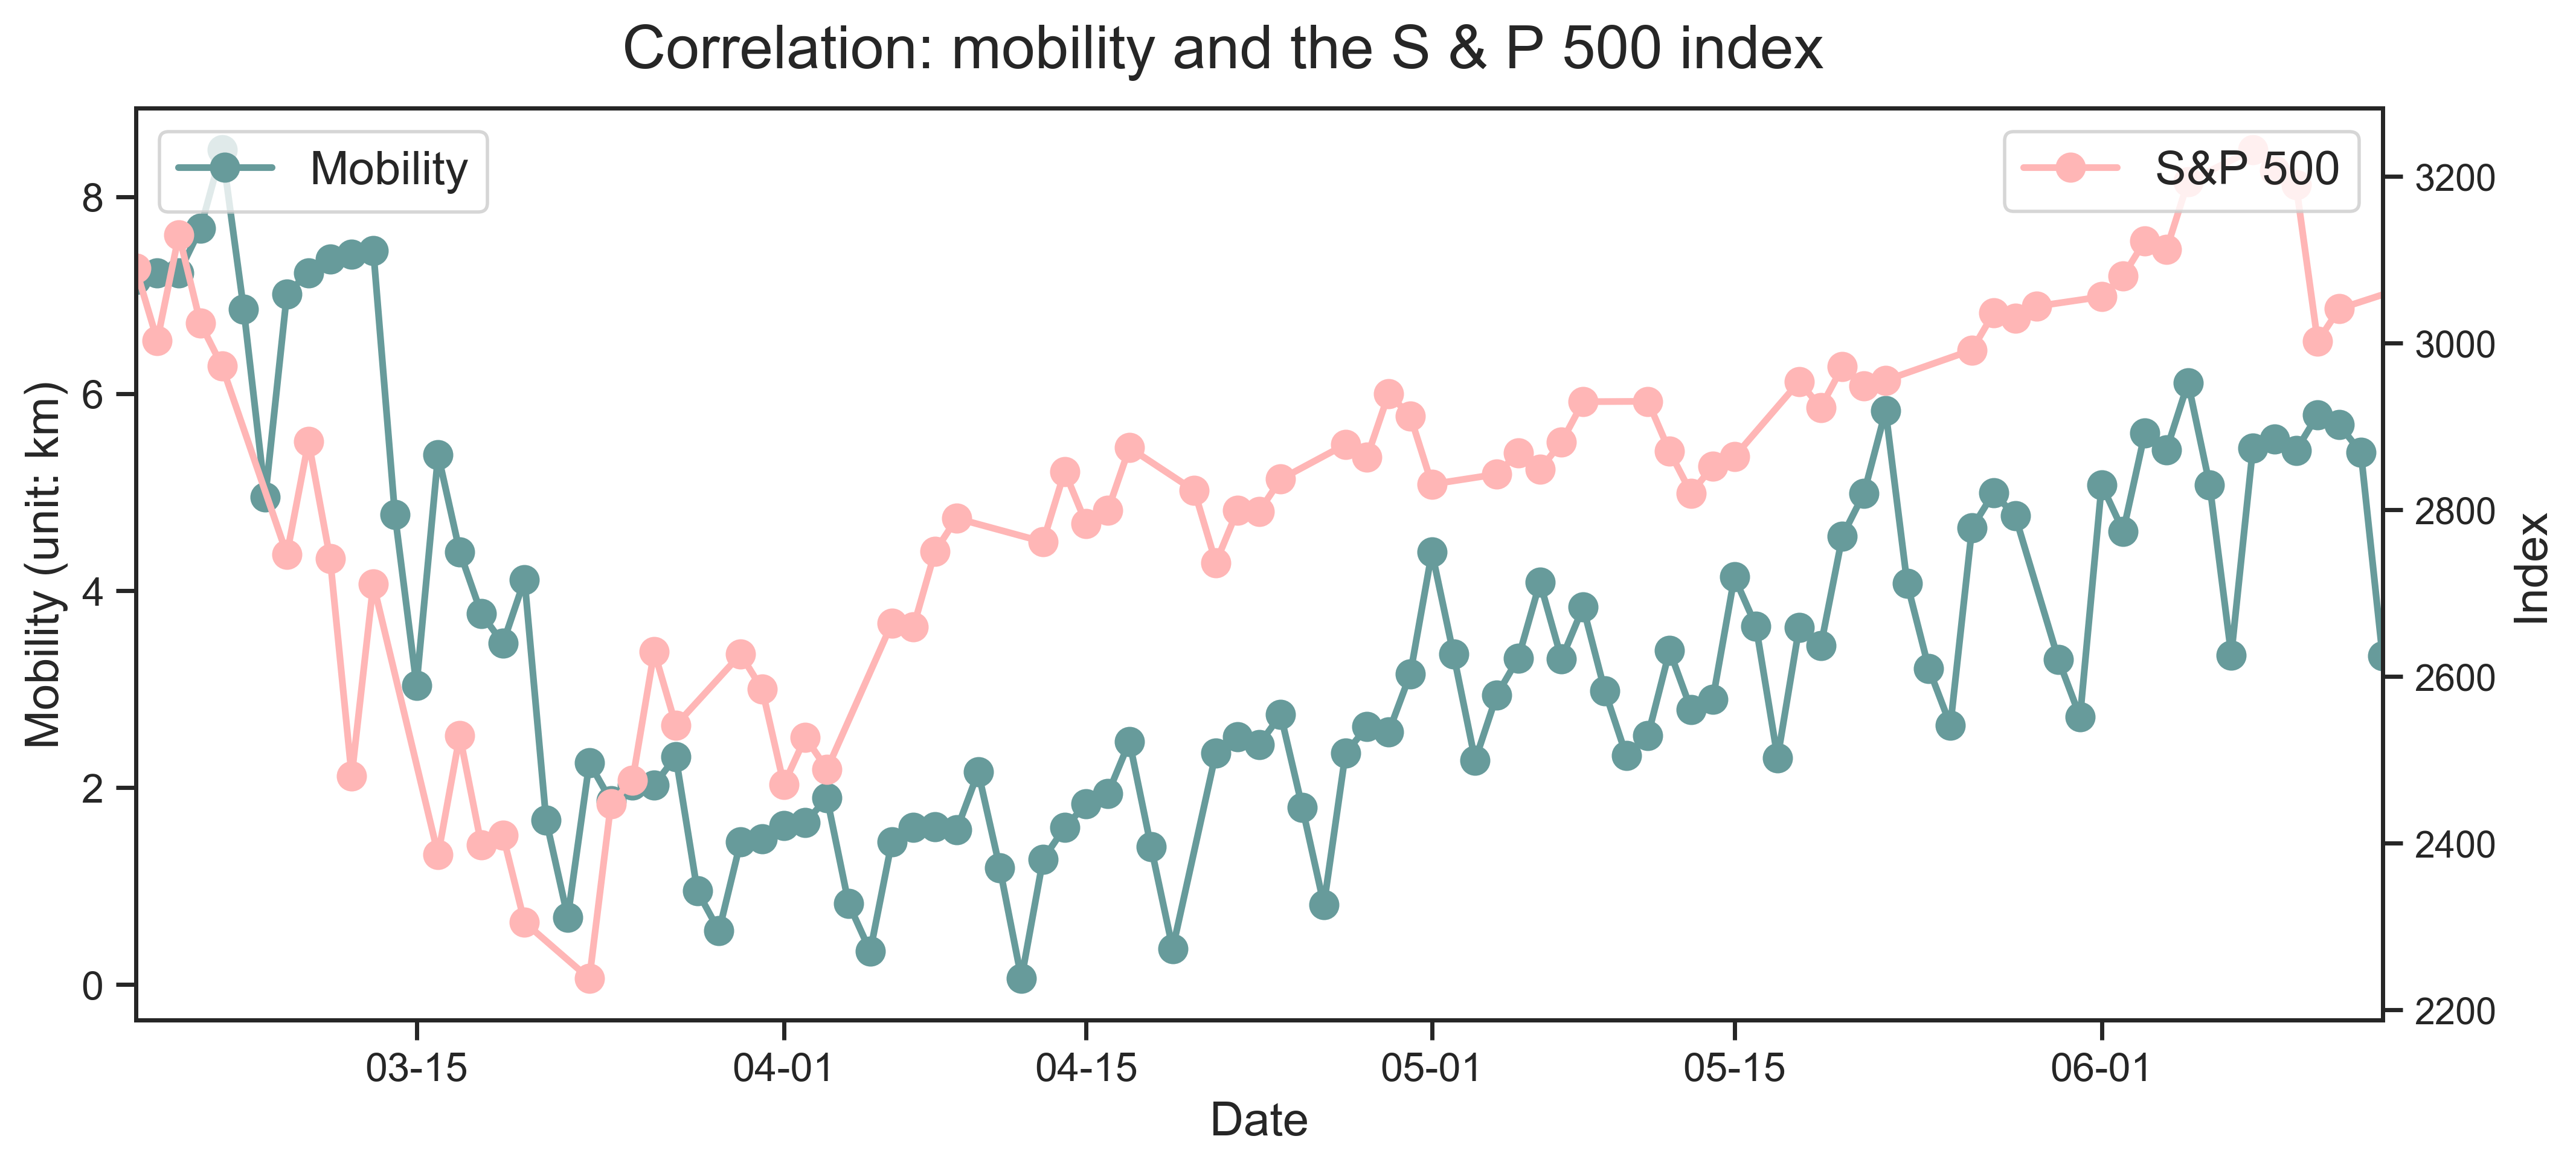 Correlation: mobility and the S & P 500 index
Mobility
S&P 500
Mobility (unit: km)
8
6
4
2
0
3200
3000
2800
2600
2400
2200
Index
03-15
04-01
04-15
05-01
05-15
06-01
Date